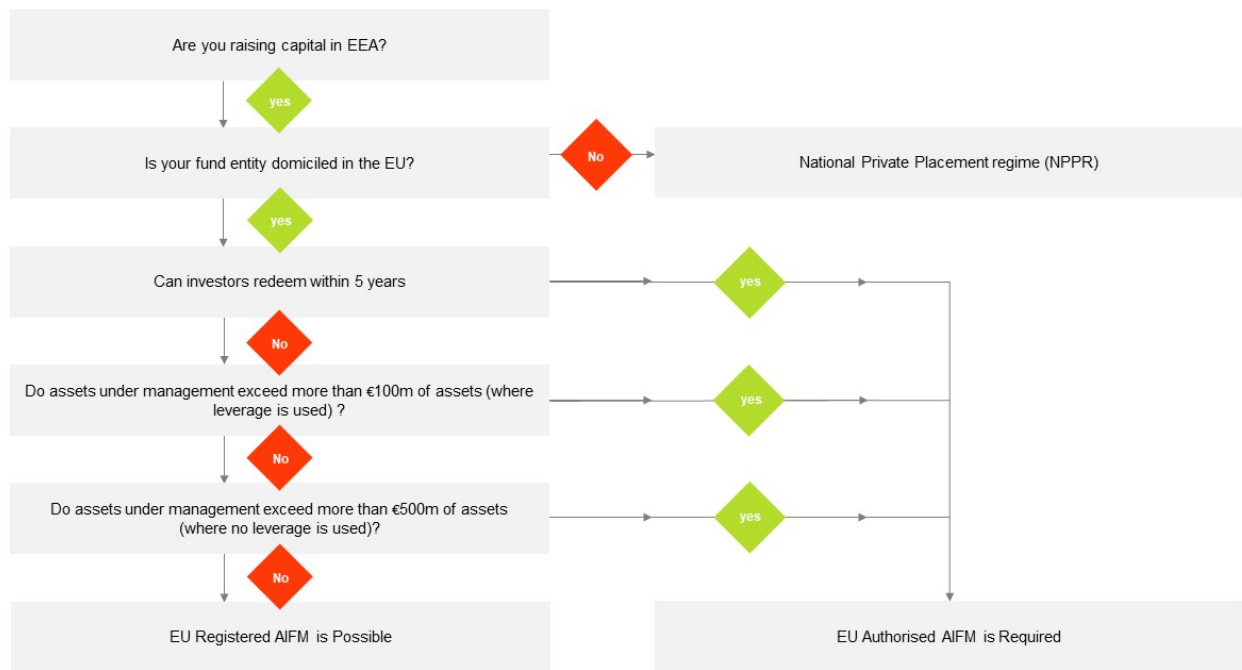 Are you raising capital in EEA?
yes
Is your fund entity domiciled in the EU?
No
National Private Placement regime (NPPR)
yes
Can investors redeem within 5 years
yes
No
Do assets under management exceed more than €100m of assets (where
leverage is used) ?
yes
No
Do assets under management exceed more than €500m of assets
(where no leverage is used)?
yes
No
EU Registered AIFM is Possible
EU Authorised AIFM is Required